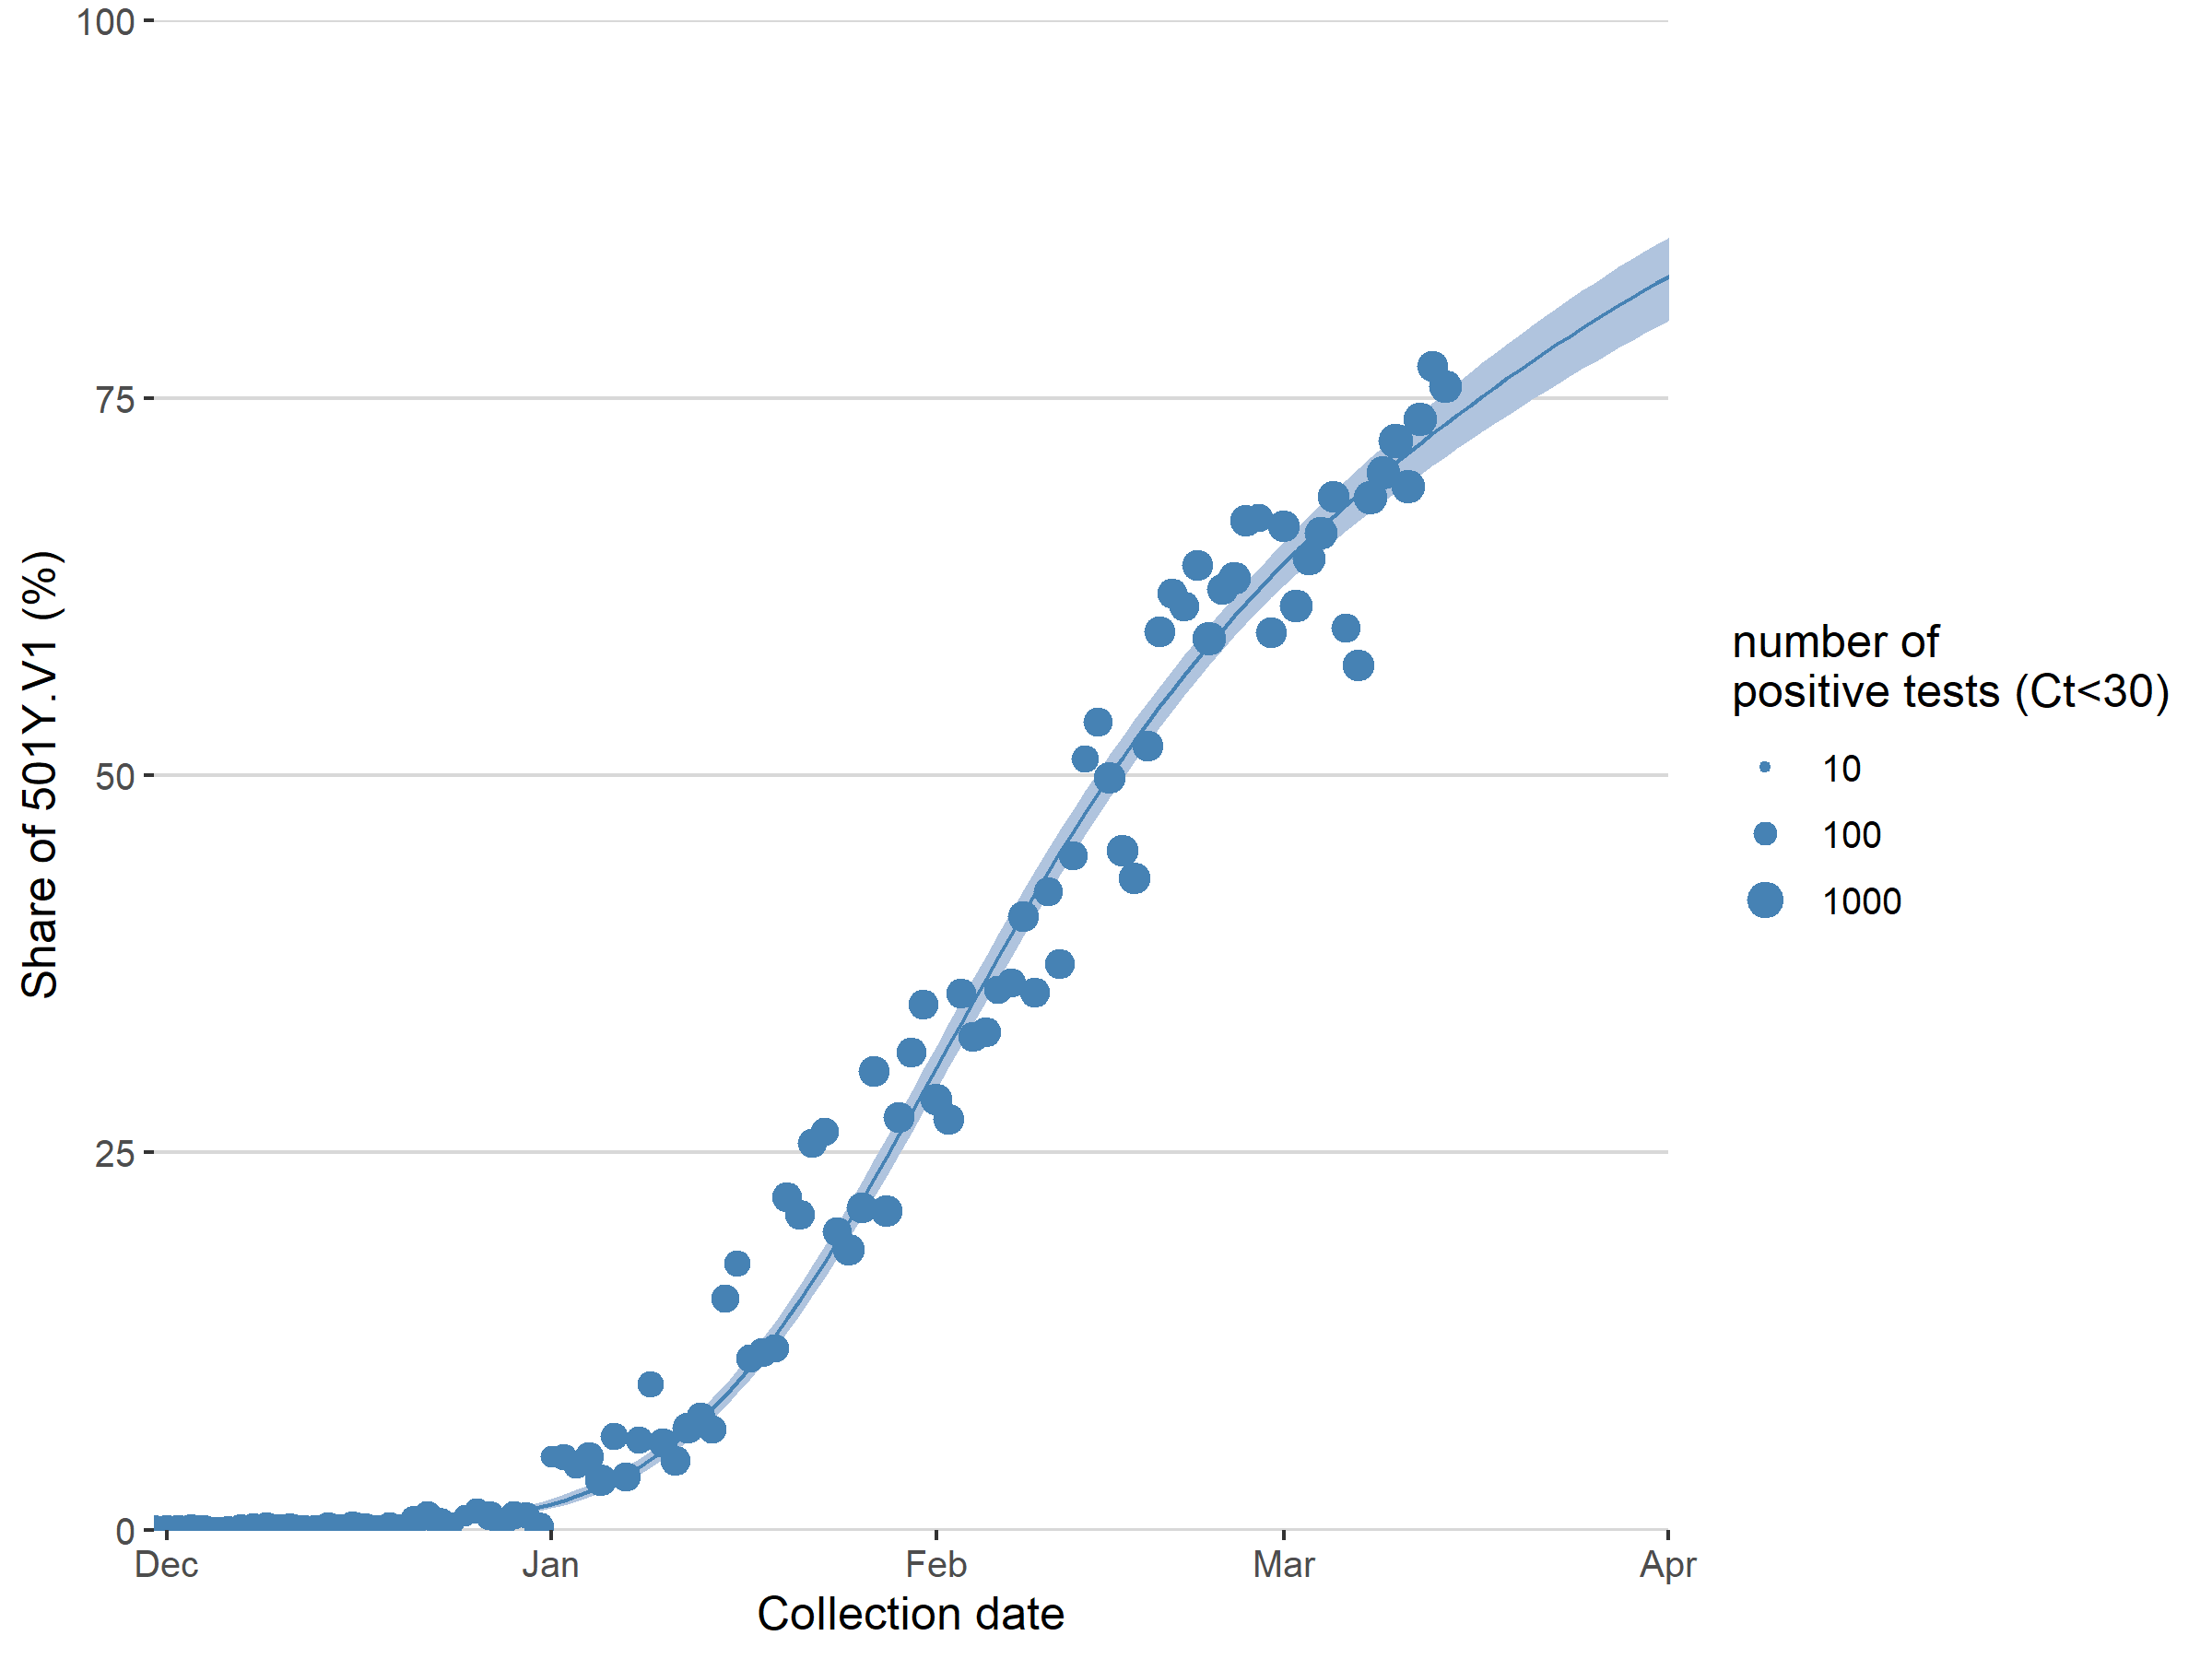 100
75
50
25
0
Share of 501Y.V1 (%)
Dec Jan Feb Mar Apr
Collection date
number of
positive tests (Ct<30)
10
100
1000